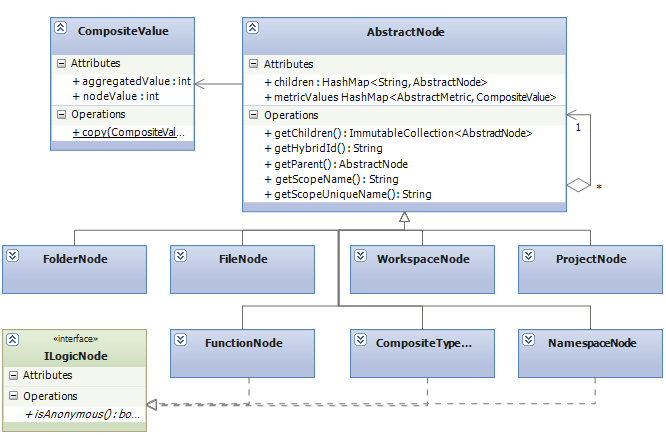 CompositeValue
Attributes
+ aggregatedValue : int
+ nodeValue : int
Operations
+ copy(CompositeVal...
AbstractNode
Attributes
+ children : HashMap<String, AbstractNode>
+ metricValues HashMap<AbstractMetric, CompositeValue>
Operations
+ getChildren() : ImmutableCollection<AbstractNode>
+ getHybridId() : String
+ getParent() : AbstractNode
+ getScopeName() : String
+ getScopeUniqueName() : String
1
*
FolderNode
FileNode
WorkspaceNode
ProjectNode
FunctionNode
CompositeType...
NamespaceNode
«interface»
ILogicNode
Attributes
Operations
+ isAnonymous() : bo...